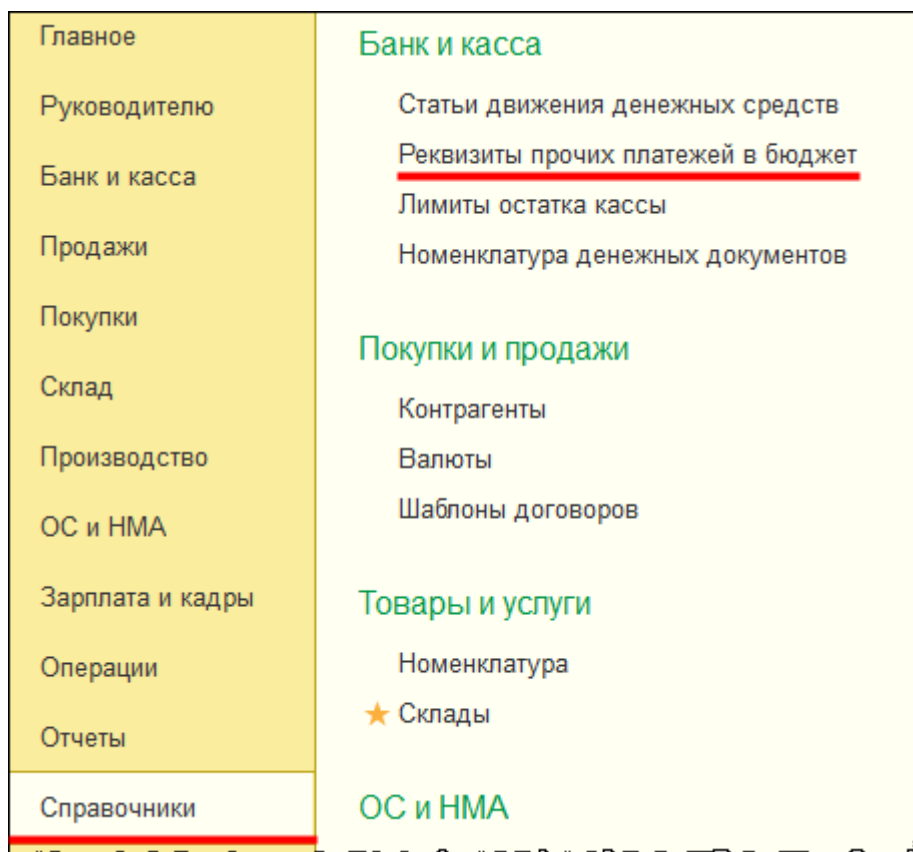 Главное
Руководителю
Банк и касса
Продажи
Покупки
Склад
Производство
ОС и НМА
Зарплата и кадры
Операции
Отчеты
Справочники
Банк и касса
Статьи движения денежных средств
Реквизиты прочих платежей в бюджет
Лимиты остатка кассы
Номенклатура денежных документов
Покупки и продажи
Контрагенты
Валюты
Шаблоны договоров
Товары и услуги
Номенклатура
Склады
ОС и НМА